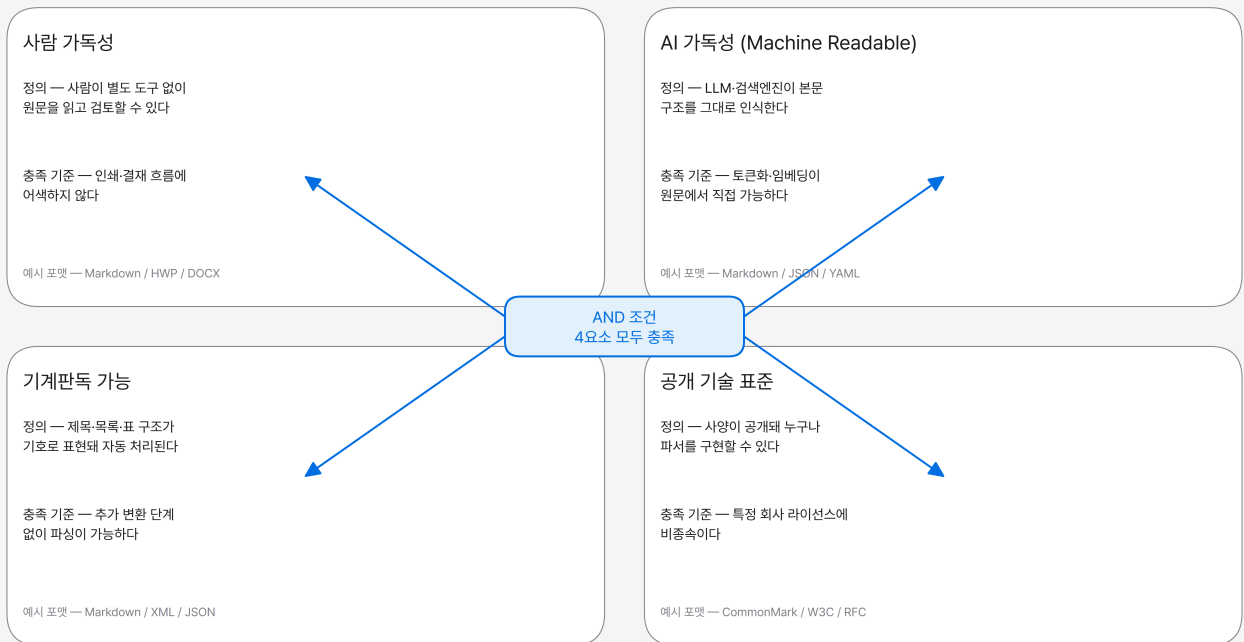 사람 가독성
정의 — 사람이 별도 도구 없이
원문을 읽고 검토할 수 있다
충족 기준 — 인쇄·결재 흐름에
어색하지 않다
예시 포맷 — Markdown / HWP / DOCX
AI 가독성 (Machine Readable)
정의 — LLM·검색엔진이 본문
구조를 그대로 인식한다
충족 기준 — 토큰화·임베딩이
원문에서 직접 가능하다
예시 포맷 — Markdown / JSON / YAML
AND 조건
4요소 모두 충족
기계판독 가능
정의 — 제목·목록·표 구조가
기호로 표현돼 자동 처리된다
충족 기준 — 추가 변환 단계
없이 파싱이 가능하다
예시 포맷 — Markdown / XML / JSON
공개 기술 표준
정의 — 사양이 공개돼 누구나
파서를 구현할 수 있다
충족 기준 — 특정 회사 라이선스에
비종속이다
예시 포맷 — CommonMark / W3C / RFC